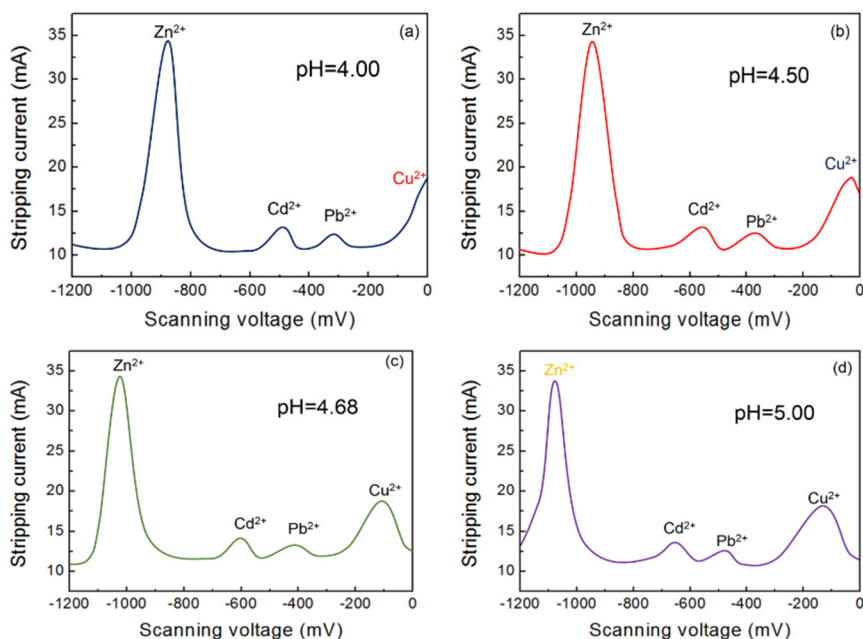 (a)
Zn²⁺
pH=4.00
Cu²⁺
Cd²⁺
Pb²⁺
35
30
25
20
15
10
Stripping current (mA)
-1200 -1000 -800 -600 -400 -200 0
Scanning voltage (mV)
(b)
Zn²⁺
pH=4.50
Cu²⁺
Cd²⁺
Pb²⁺
35
30
25
20
15
10
Stripping current (mA)
-1200 -1000 -800 -600 -400 -200 0
Scanning voltage (mV)
(c)
Zn²⁺
pH=4.68
Cu²⁺
Cd²⁺
Pb²⁺
35
30
25
20
15
10
Stripping current (mA)
-1200 -1000 -800 -600 -400 -200 0
Scanning voltage (mV)
(d)
Zn²⁺
pH=5.00
Cu²⁺
Cd²⁺
Pb²⁺
35
30
25
20
15
10
Stripping current (mA)
-1200 -1000 -800 -600 -400 -200 0
Scanning voltage (mV)